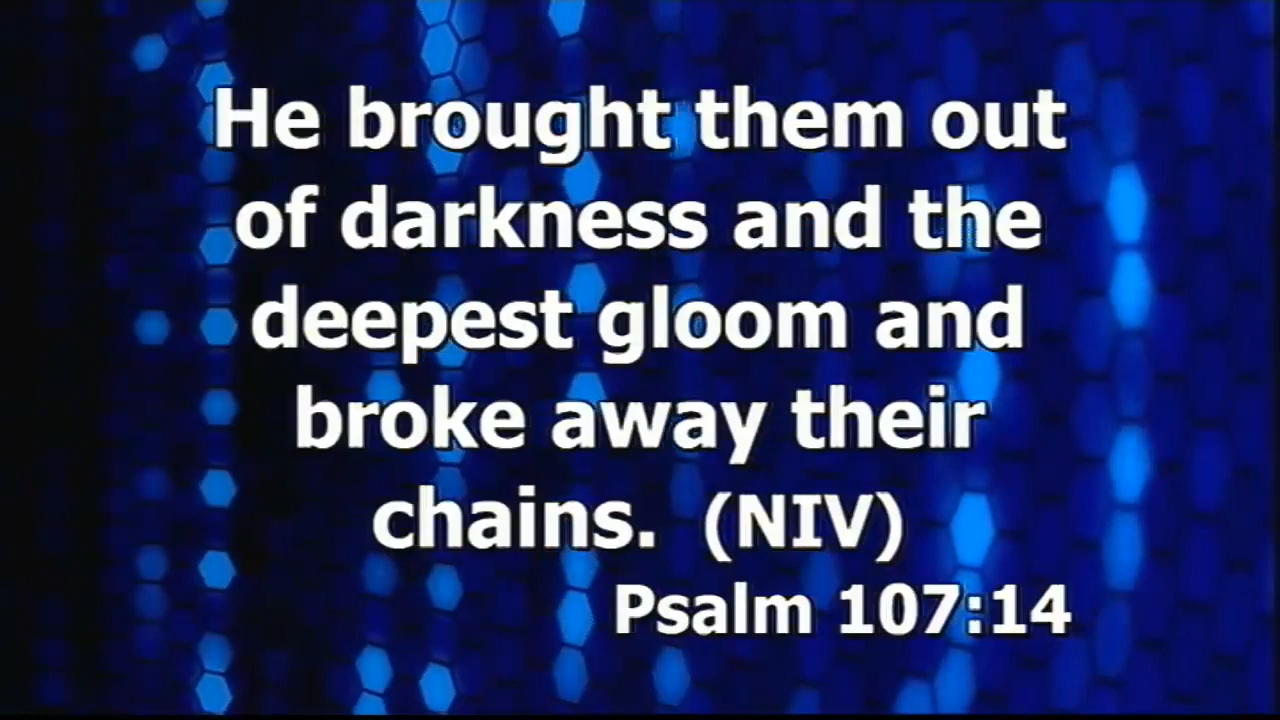 He brought them out
of darkness and the
deepest gloom and
broke away their
chains.  (NIV)
Psalm 107:14